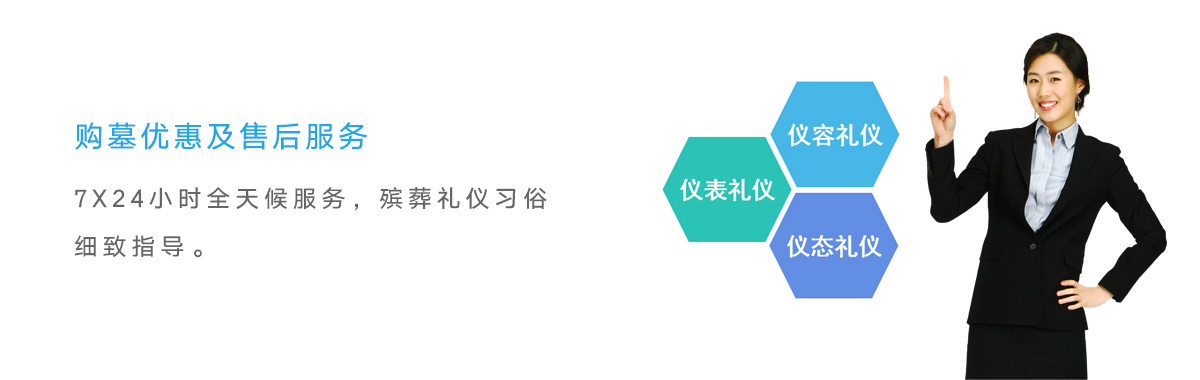 购墓优惠及售后服务
7X24小时全天候服务，殡葬礼仪习俗
细致指导。
仪容礼仪
仪表礼仪
仪态礼仪